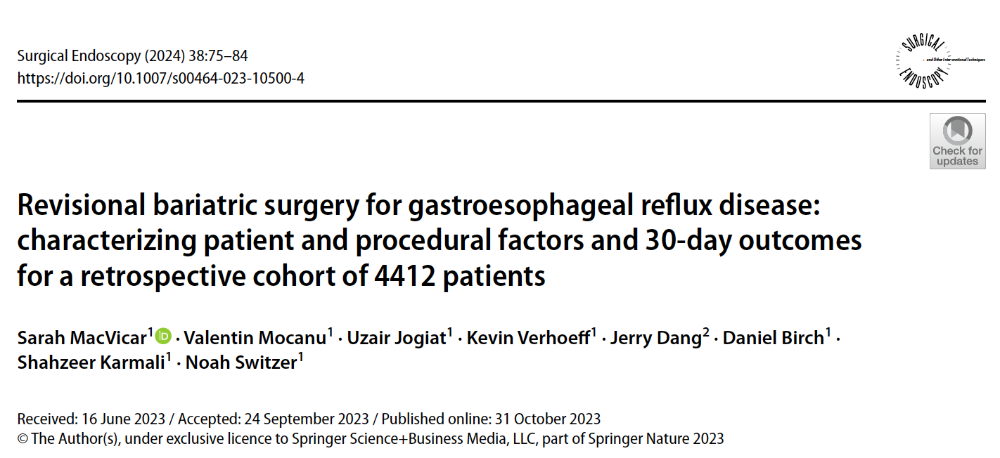 Surgical Endoscopy (2024) 38:75–84
https://doi.org/10.1007/s00464-023-10500-4
SURGICAL
and Other Interventional Techniques
ENDOSCOPY
Check for
updates
Revisional bariatric surgery for gastroesophageal reflux disease:
characterizing patient and procedural factors and 30-day outcomes
for a retrospective cohort of 4412 patients
Sarah MacVicar¹ iD · Valentin Mocanu¹ · Uzair Jogiat¹ · Kevin Verhoeff¹ · Jerry Dang² · Daniel Birch¹ ·
Shahzeer Karmali¹ · Noah Switzer¹
Received: 16 June 2023 / Accepted: 24 September 2023 / Published online: 31 October 2023
© The Author(s), under exclusive licence to Springer Science+Business Media, LLC, part of Springer Nature 2023